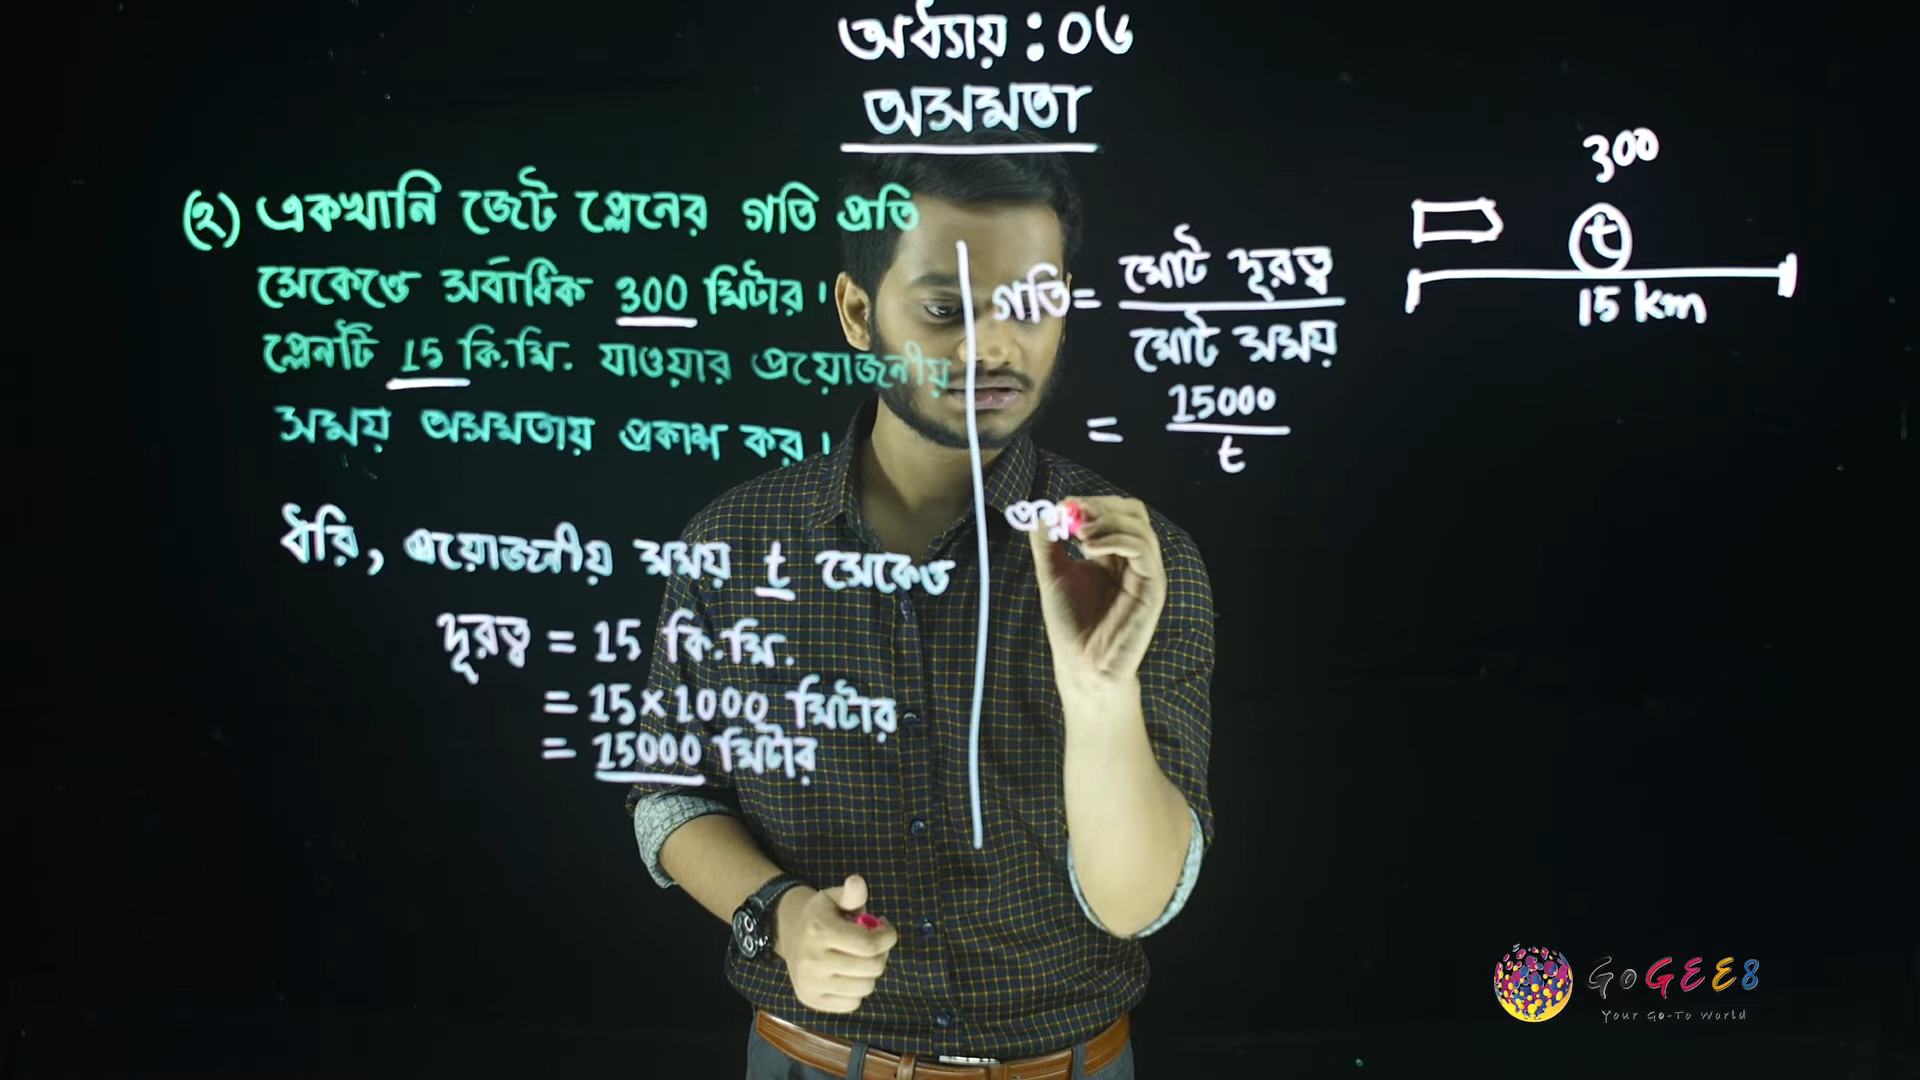 অধ্যায় : ০৬
অসমতা
(২) একখানি জেট প্লেনের গতি প্রতি
সেকেন্ডে সর্বাধিক 300 মিটার।
প্লেনটি 15 কি.মি. যাওয়ার প্রয়োজনীয়
সময় অসমতায় প্রকাশ কর।
ধরি, প্রয়োজনীয় সময় t সেকেন্ড
দূরত্ব = 15 কি.মি.
= 15×1000 মিটার
= 15000 মিটার
গতি = মোট দূরত্ব
মোট সময়
= 15000
t
প্রশ্ন
300
t
15 km
GoGEE8
Your Go-To World